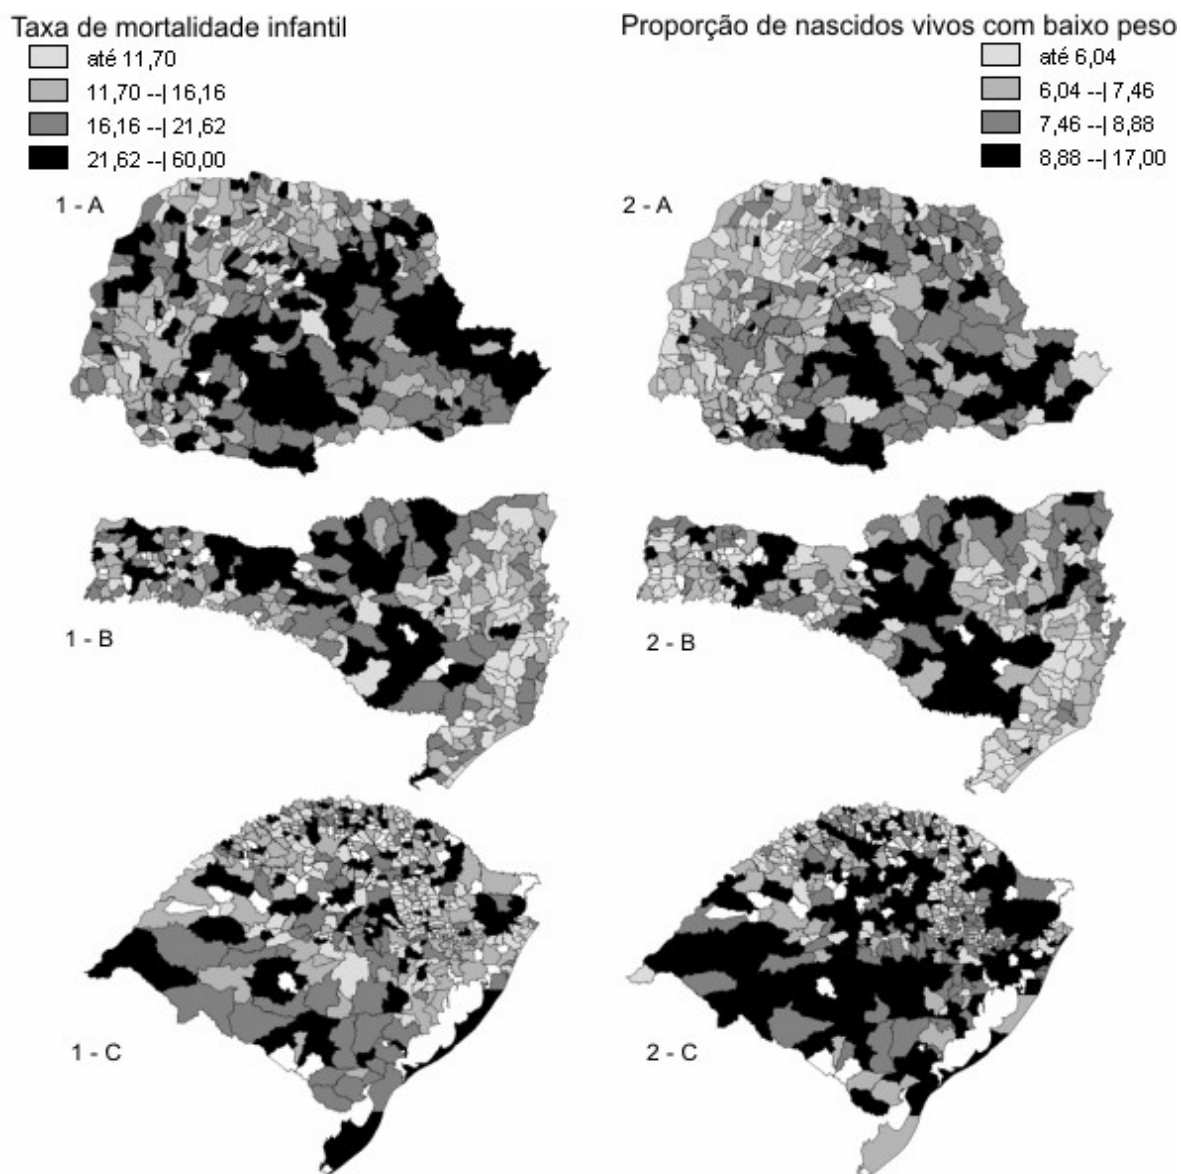 Taxa de mortalidade infantil
até 11,70
11,70 --| 16,16
16,16 --| 21,62
21,62 --| 60,00
Proporção de nascidos vivos com baixo peso
até 6,04
6,04 --| 7,46
7,46 --| 8,88
8,88 --| 17,00
1 - A
2 - A
1 - B
2 - B
1 - C
2 - C